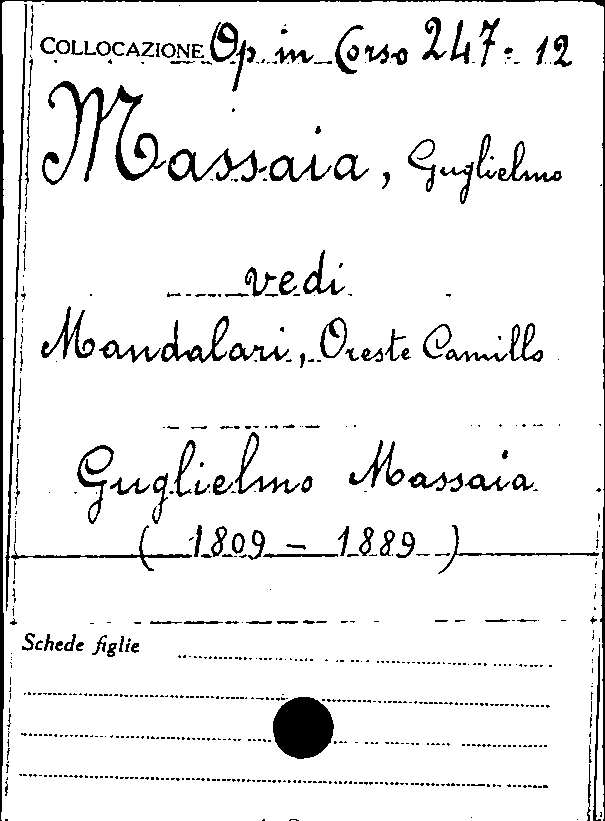 COLLOCAZIONE Op. in Corso 247-12
Massaia, Guglielmo
vedi
Mandalari, Oreste Camillo
Guglielmo Massaia
( 1809 - 1889 )
Schede figlie